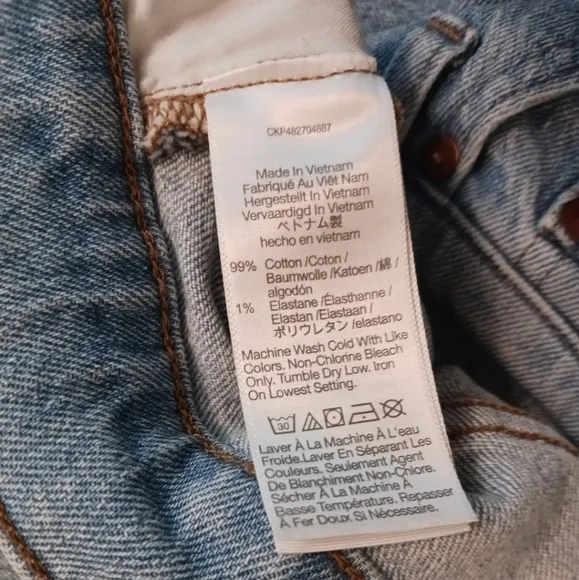 CKP482704887
Made In Vietnam
Fabriqué Au Viêt Nam
Hergestellt In Vietnam
Vervaardigd In Vietnam
ベトナム製
hecho en vietnam
99% Cotton /Coton /
Baumwolle /Katoen /綿 /
algodón
1% Elastane /Élasthanne /
Elastan /Elastaan /
ポリウレタン /elastano
Machine Wash Cold With Like
Colors. Non-Chlorine Bleach
Only. Tumble Dry Low. Iron
On Lowest Setting.
30
Laver À La Machine À L'eau
Froide.Laver En Séparant Les
Couleurs. Seulement Agent
De Blanchiment Non-Chlore.
Sécher À La Machine À
Basse Température. Repasser
À Fer Doux Si Nécessaire.